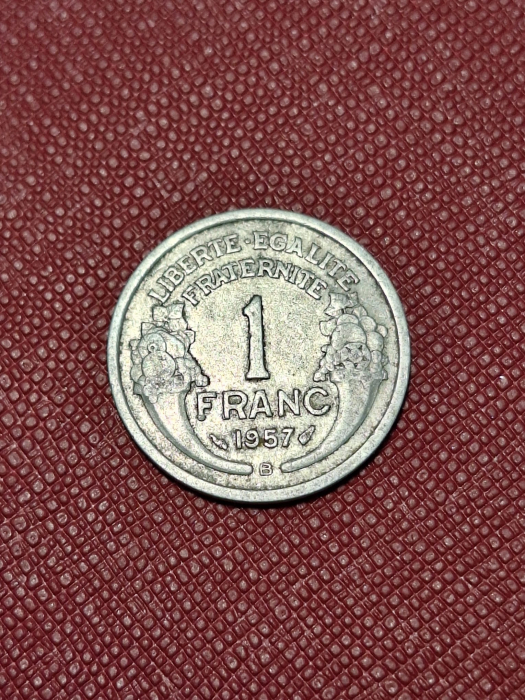 LIBERTE·EGALITE
FRATERNITE
1
FRANC
1957
B